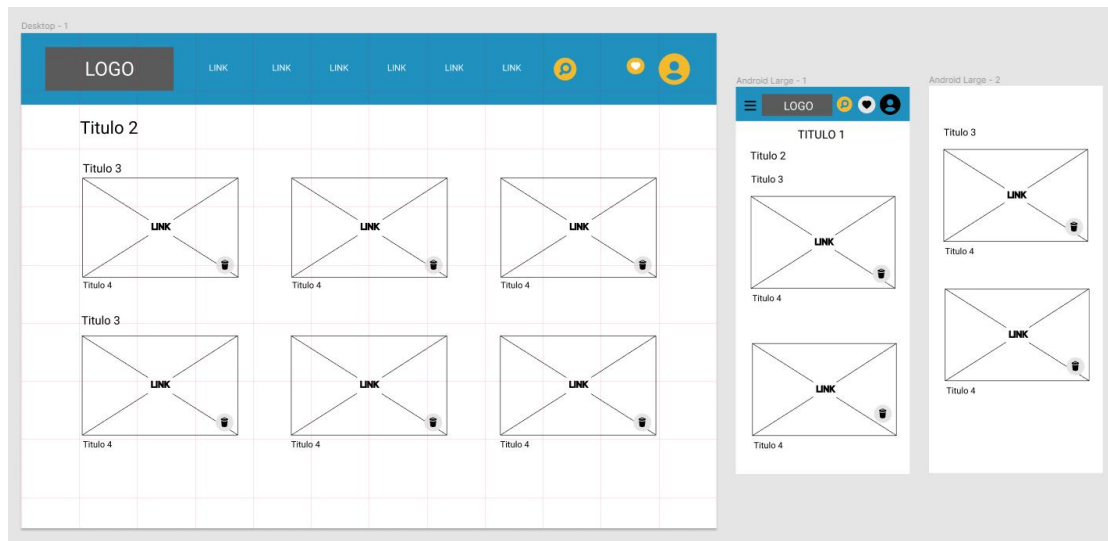 Desktop - 1
LOGO
LINK LINK LINK LINK LINK LINK
Titulo 2
Titulo 3
LINK LINK LINK
Titulo 4 Titulo 4 Titulo 4
Titulo 3
LINK LINK LINK
Titulo 4 Titulo 4 Titulo 4
Android Large - 1
LOGO
TITULO 1
Titulo 2
Titulo 3
LINK
Titulo 4
LINK
Titulo 4
Android Large - 2
Titulo 3
LINK
Titulo 4
LINK
Titulo 4